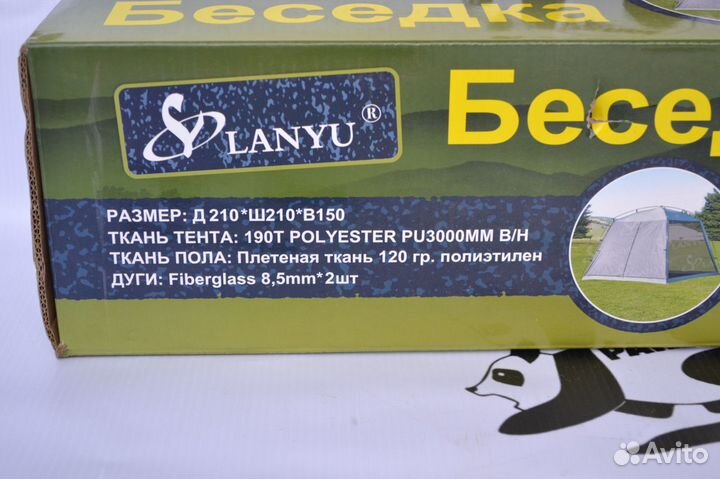 Беседка
LANYU®
Бесед
РАЗМЕР: Д 210*Ш210*В150
ТКАНЬ ТЕНТА: 190T POLYESTER PU3000MM В/Н
ТКАНЬ ПОЛА: Плетеная ткань 120 гр. полиэтилен
ДУГИ: Fiberglass 8,5mm*2шт
Avito